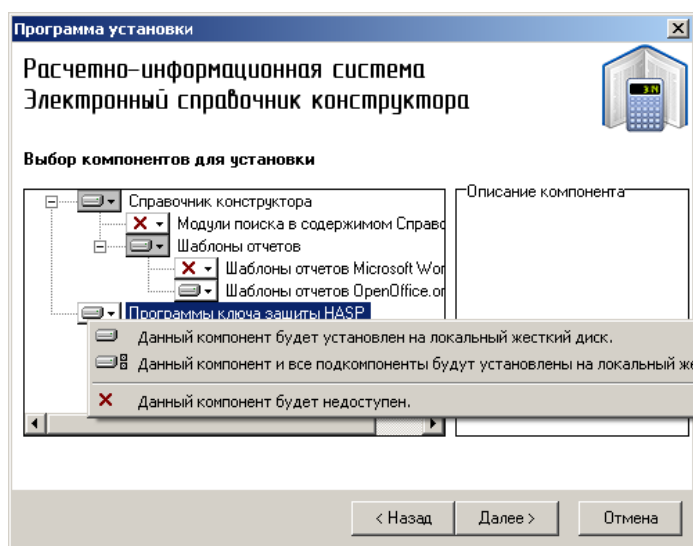 Программа установки
Расчетно-информационная система
Электронный справочник конструктора
Выбор компонентов для установки
Описание компонента
Справочник конструктора
Модули поиска в содержимом Справо
Шаблоны отчетов
Шаблоны отчетов Microsoft Wor
Шаблоны отчетов OpenOffice.or
Программы ключа защиты HASP
Данный компонент будет установлен на локальный жесткий диск.
Данный компонент и все подкомпоненты будут установлены на локальный же
Данный компонент будет недоступен.
< Назад
Далее >
Отмена